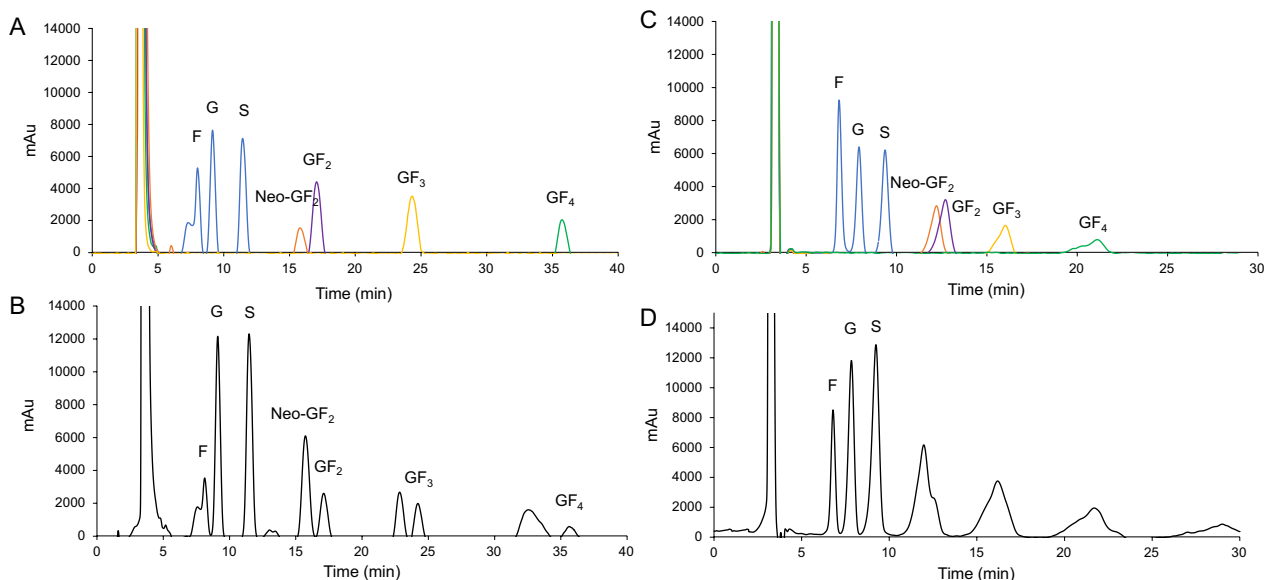 A
14000
12000
10000
8000
6000
4000
2000
0
mAu
F
G
S
Neo-GF₂
GF₂
GF₃
GF₄
0 5 10 15 20 25 30 35 40
Time (min)
C
14000
12000
10000
8000
6000
4000
2000
0
mAu
F
G
S
Neo-GF₂
GF₂
GF₃
GF₄
0 5 10 15 20 25 30
Time (min)
B
14000
12000
10000
8000
6000
4000
2000
0
mAu
F
G
S
Neo-GF₂
GF₂
GF₃
GF₄
0 5 10 15 20 25 30 35 40
Time (min)
D
14000
12000
10000
8000
6000
4000
2000
0
mAu
F
G
S
0 5 10 15 20 25 30
Time (min)